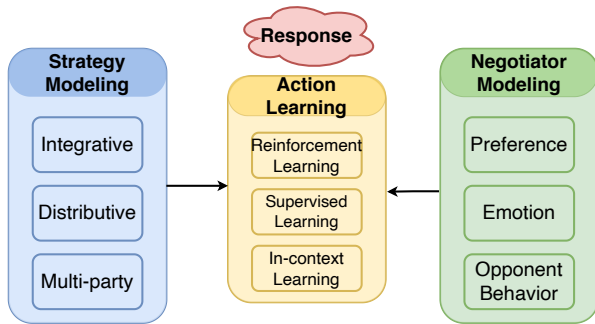 Response
Strategy
Modeling
Integrative
Distributive
Multi-party
Action
Learning
Reinforcement
Learning
Supervised
Learning
In-context
Learning
Negotiator
Modeling
Preference
Emotion
Opponent
Behavior